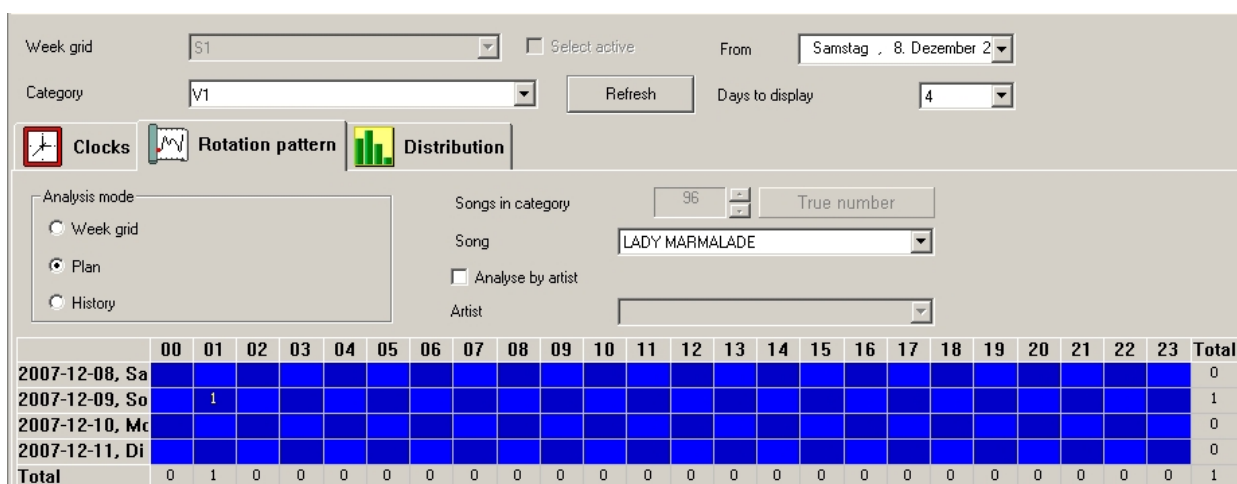 Week grid S1 Select active From Samstag , 8. Dezember 2
Category V1 Refresh Days to display 4
Clocks Rotation pattern Distribution
Analysis mode Songs in category 96 True number
Week grid
Song LADY MARMALADE
Plan
Analyse by artist
History
Artist
00 01 02 03 04 05 06 07 08 09 10 11 12 13 14 15 16 17 18 19 20 21 22 23 Total
2007-12-08, Sa 0
2007-12-09, So 1 1
2007-12-10, Mo 0
2007-12-11, Di 0
Total 0 1 0 0 0 0 0 0 0 0 0 0 0 0 0 0 0 0 0 0 0 0 0 0 1